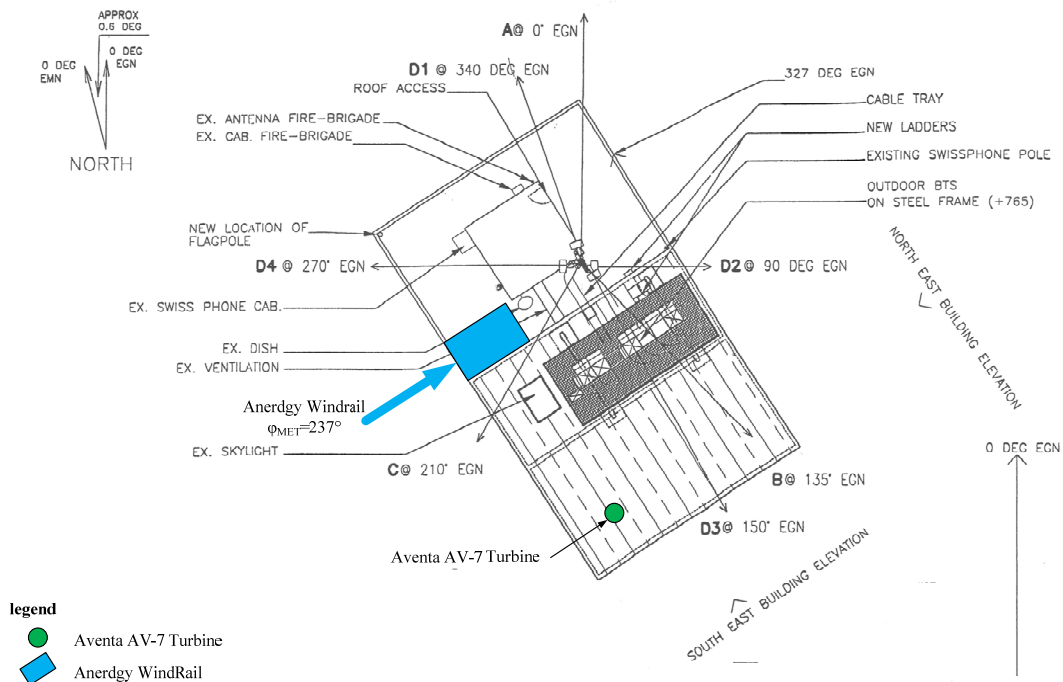 APPROX
0.6 DEG
0 DEG
EGN
0 DEG
EMN
NORTH
A@ 0° EGN
D1 @ 340 DEG EGN
ROOF ACCESS
EX. ANTENNA FIRE-BRIGADE
EX. CAB. FIRE-BRIGADE
327 DEG EGN
CABLE TRAY
NEW LADDERS
EXISTING SWISSPHONE POLE
OUTDOOR BTS
ON STEEL FRAME (+765)
NEW LOCATION OF
FLAGPOLE
D4 @ 270° EGN
D2 @ 90 DEG EGN
NORTH EAST BUILDING ELEVATION
EX. SWISS PHONE CAB.
EX. DISH
EX. VENTILATION
Anerdgy Windrail
φMET=237°
EX. SKYLIGHT
C@ 210° EGN
B@ 135° EGN
D3@ 150° EGN
0 DEG EGN
Aventa AV-7 Turbine
SOUTH EAST BUILDING ELEVATION
legend
Aventa AV-7 Turbine
Anerdgy WindRail